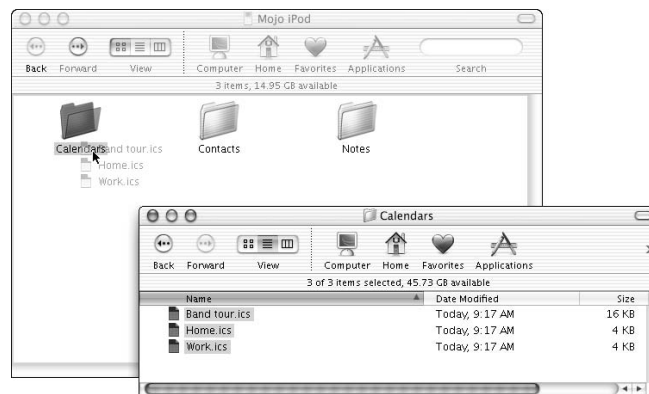 Mojo iPod
Back Forward View Computer Home Favorites Applications Search
3 items, 14.95 GB available
Calendars Contacts Notes
Band tour.ics
Home.ics
Work.ics
Calendars
Back Forward View Computer Home Favorites Applications
3 of 3 items selected, 45.73 GB available
Name Date Modified Size
Band tour.ics Today, 9:17 AM 16 KB
Home.ics Today, 9:17 AM 4 KB
Work.ics Today, 9:17 AM 4 KB